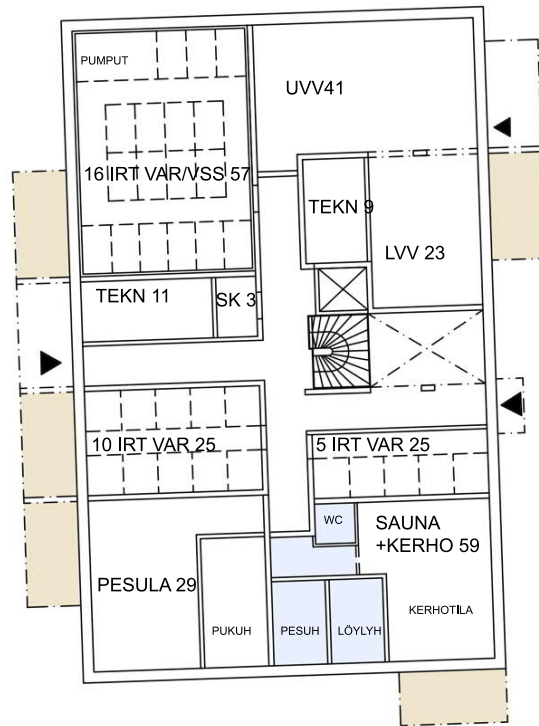 PUMPUT
UVV41
16 IRT VAR/VSS 57
TEKN 9
LVV 23
TEKN 11
SK 3
10 IRT VAR 25
5 IRT VAR 25
WC
SAUNA
+KERHO 59
PESULA 29
KERHOTILA
PUKUH
PESUH
LÖYLYH